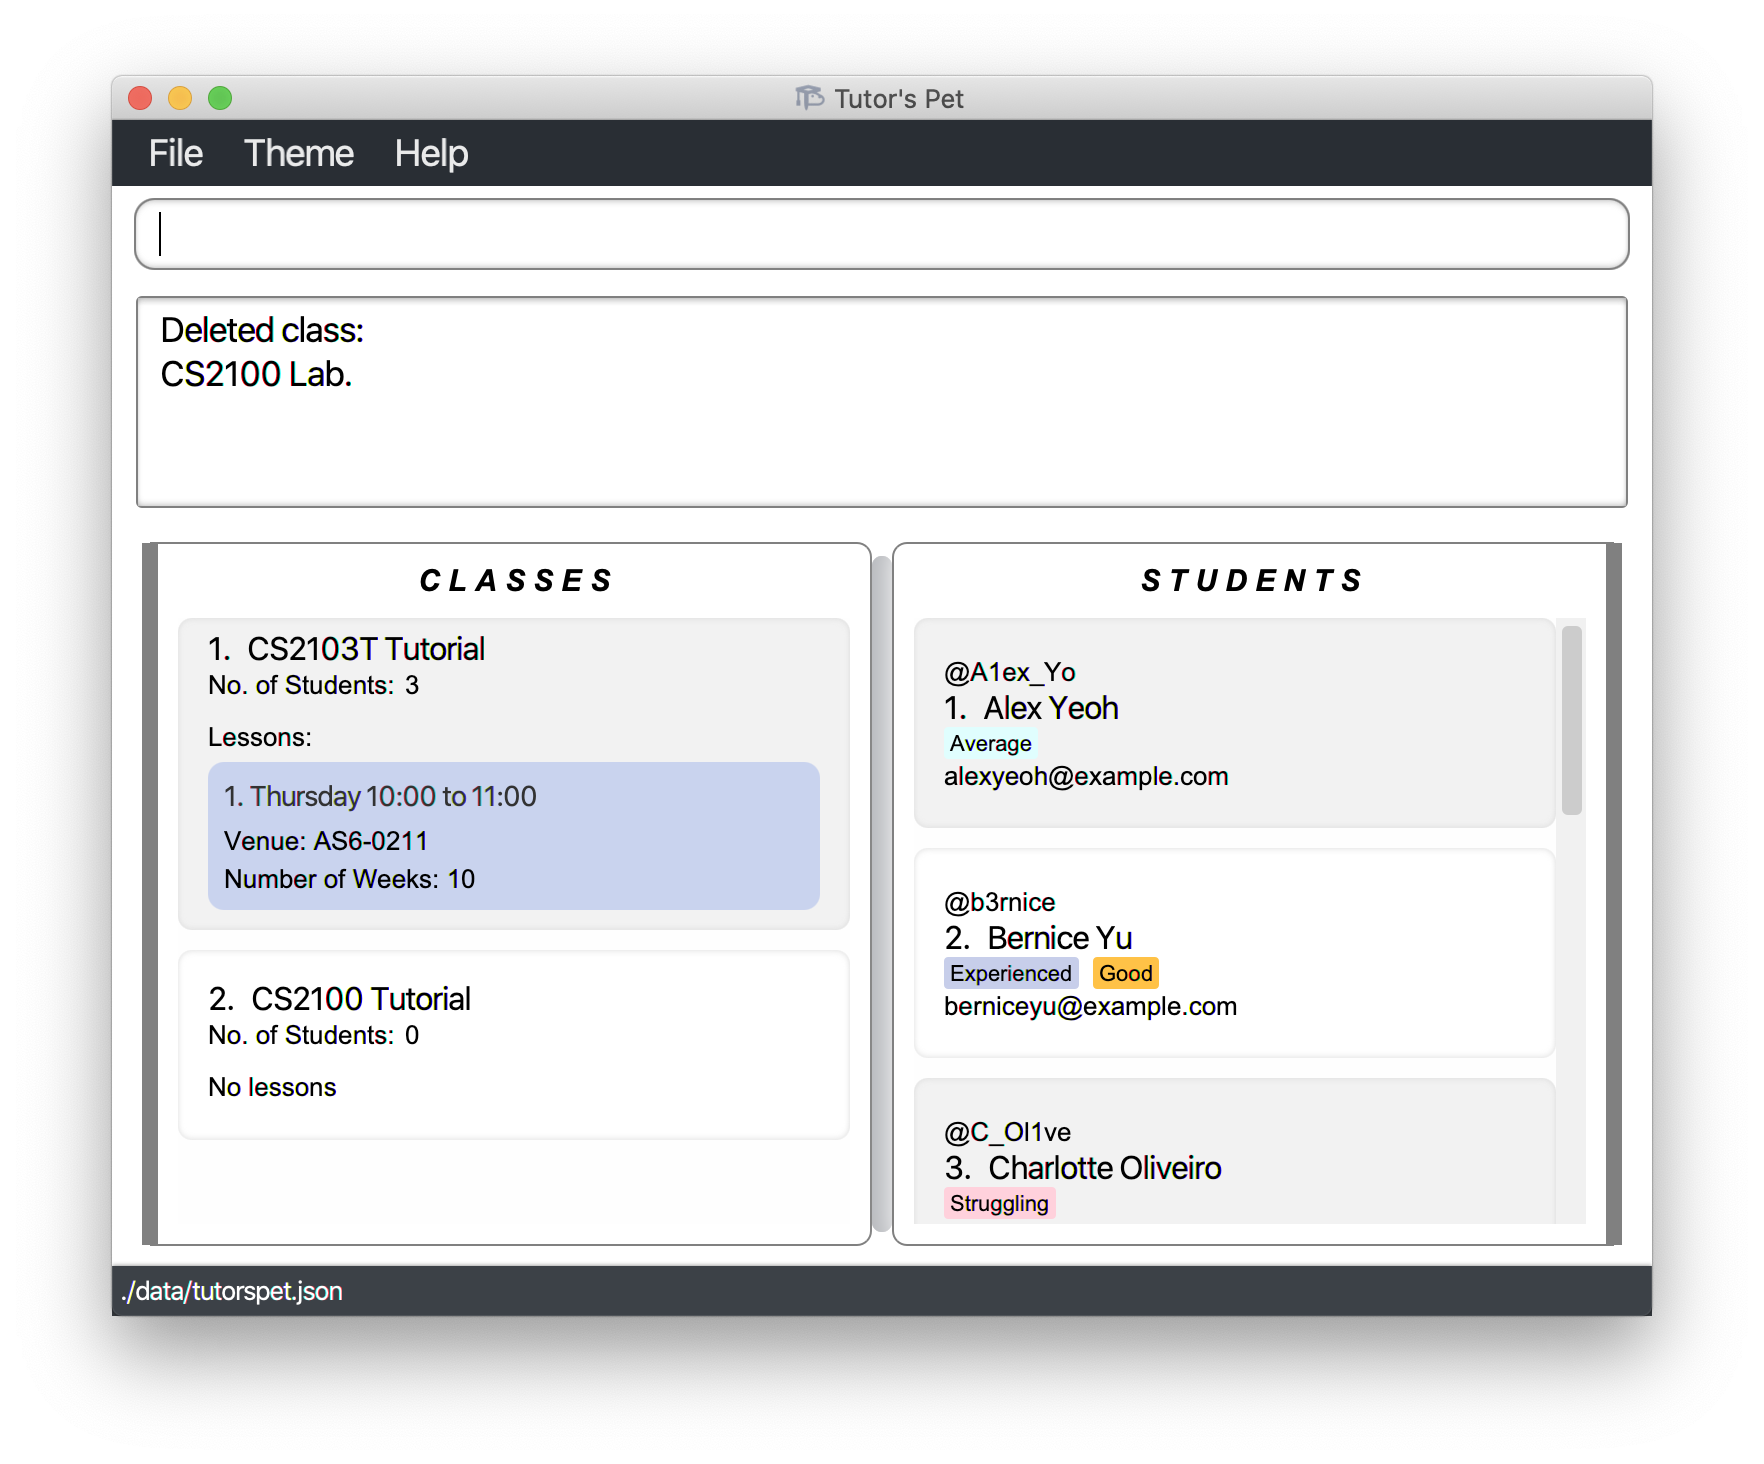 Tutor's Pet
File Theme Help
Deleted class:
CS2100 Lab.
CLASSES
1. CS2103T Tutorial
No. of Students: 3
Lessons:
1. Thursday 10:00 to 11:00
Venue: AS6-0211
Number of Weeks: 10
2. CS2100 Tutorial
No. of Students: 0
No lessons
STUDENTS
@A1ex_Yo
1. Alex Yeoh
Average
alexyeoh@example.com
@b3rnice
2. Bernice Yu
Experienced Good
berniceyu@example.com
@C_Ol1ve
3. Charlotte Oliveiro
Struggling
./data/tutorspet.json